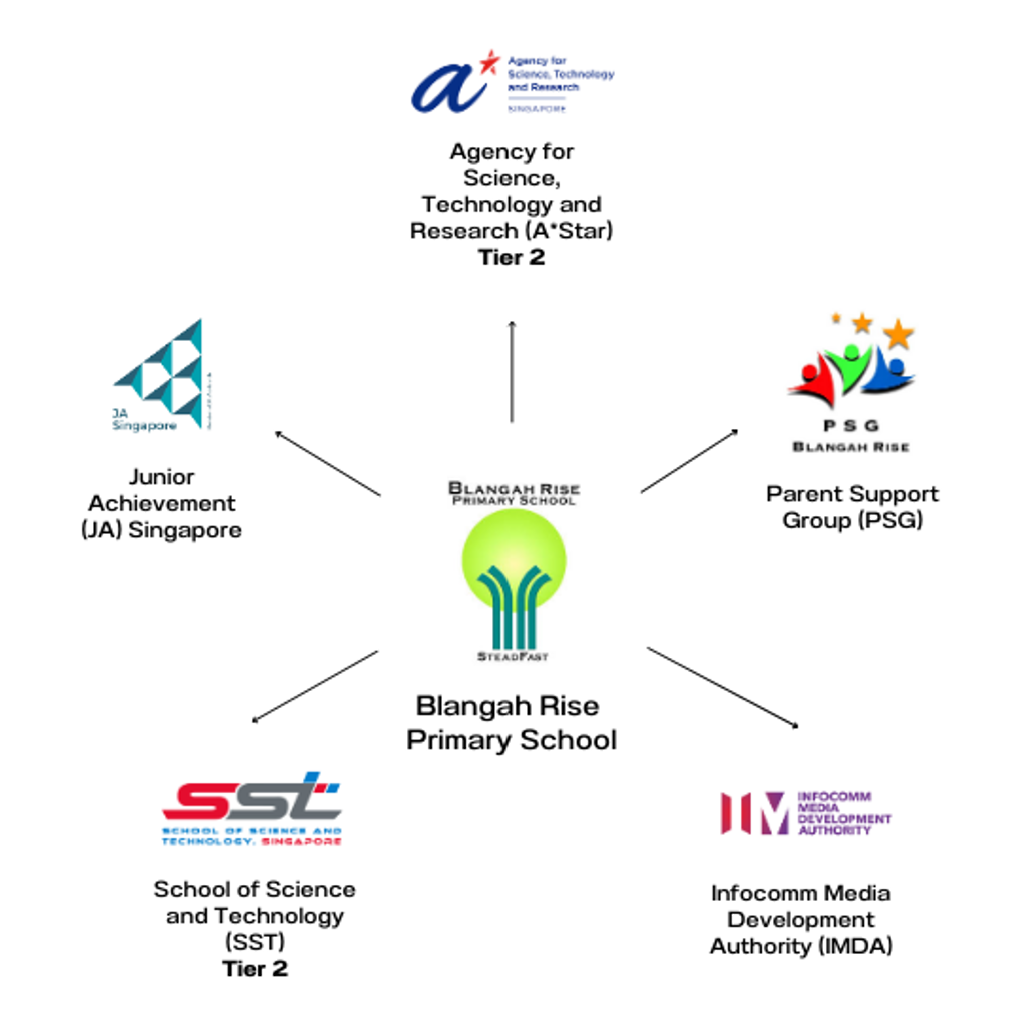 Agency for
Science, Technology
and Research
SINGAPORE
Agency for
Science,
Technology and
Research (A*Star)
Tier 2
JA
Singapore
Junior
Achievement
(JA) Singapore
PSG
BLANGAH RISE
Parent Support
Group (PSG)
BLANGAH RISE
PRIMARY SCHOOL
STEADFAST
Blangah Rise
Primary School
sst
SCHOOL OF SCIENCE AND
TECHNOLOGY, SINGAPORE
School of Science
and Technology
(SST)
Tier 2
INFOCOMM
MEDIA
DEVELOPMENT
AUTHORITY
Infocomm Media
Development
Authority (IMDA)